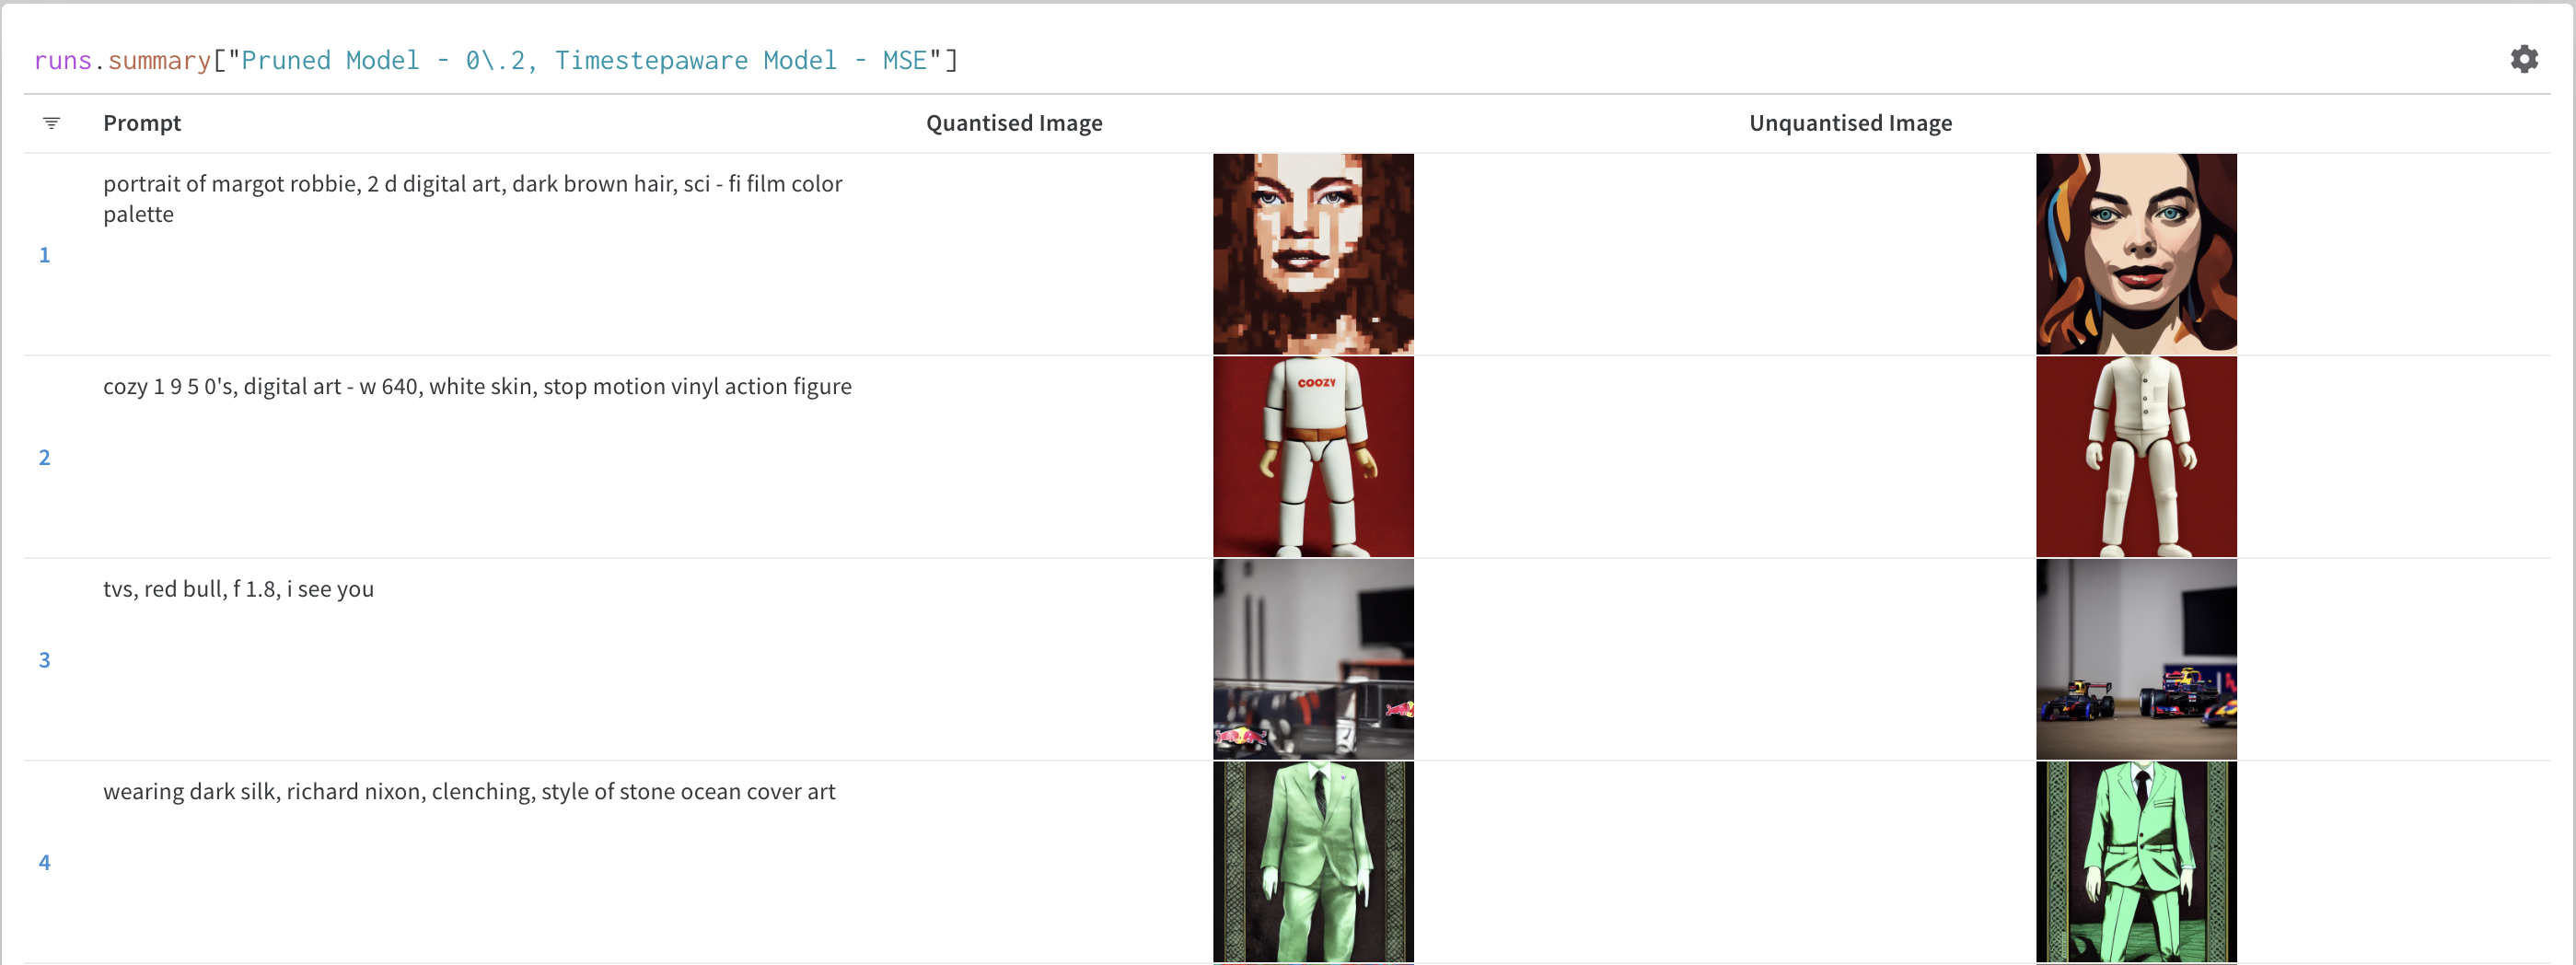 runs.summary["Pruned Model - 0\.2, Timestepaware Model - MSE"]
Prompt Quantised Image Unquantised Image
1
portrait of margot robbie, 2 d digital art, dark brown hair, sci - fi film color
palette
2
cozy 1 9 5 0's, digital art - w 640, white skin, stop motion vinyl action figure
COOZY
3
tvs, red bull, f 1.8, i see you
4
wearing dark silk, richard nixon, clenching, style of stone ocean cover art